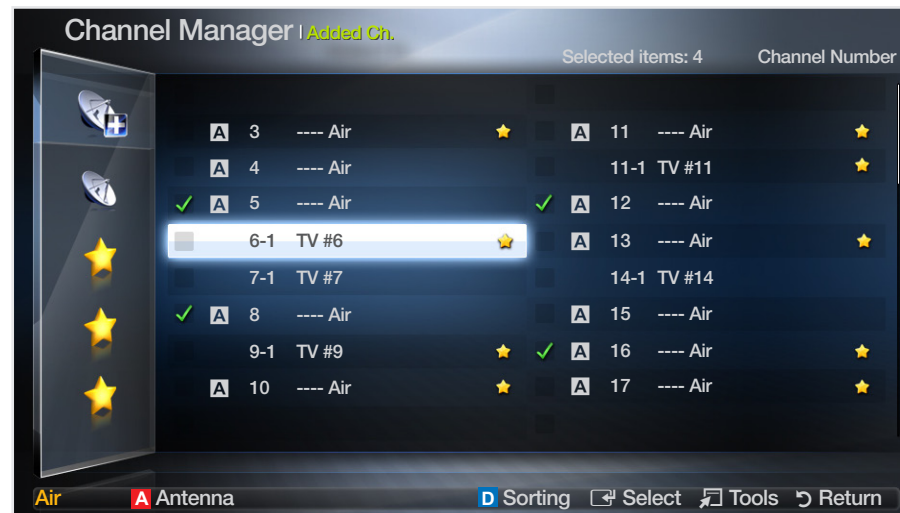 Channel Manager | Added Ch.
Selected items: 4 Channel Number
A 3 ---- Air
A 4 ---- Air
A 5 ---- Air
6-1 TV #6
7-1 TV #7
A 8 ---- Air
9-1 TV #9
A 10 ---- Air
A 11 ---- Air
11-1 TV #11
A 12 ---- Air
A 13 ---- Air
14-1 TV #14
A 15 ---- Air
A 16 ---- Air
A 17 ---- Air
Air A Antenna D Sorting Select Tools Return